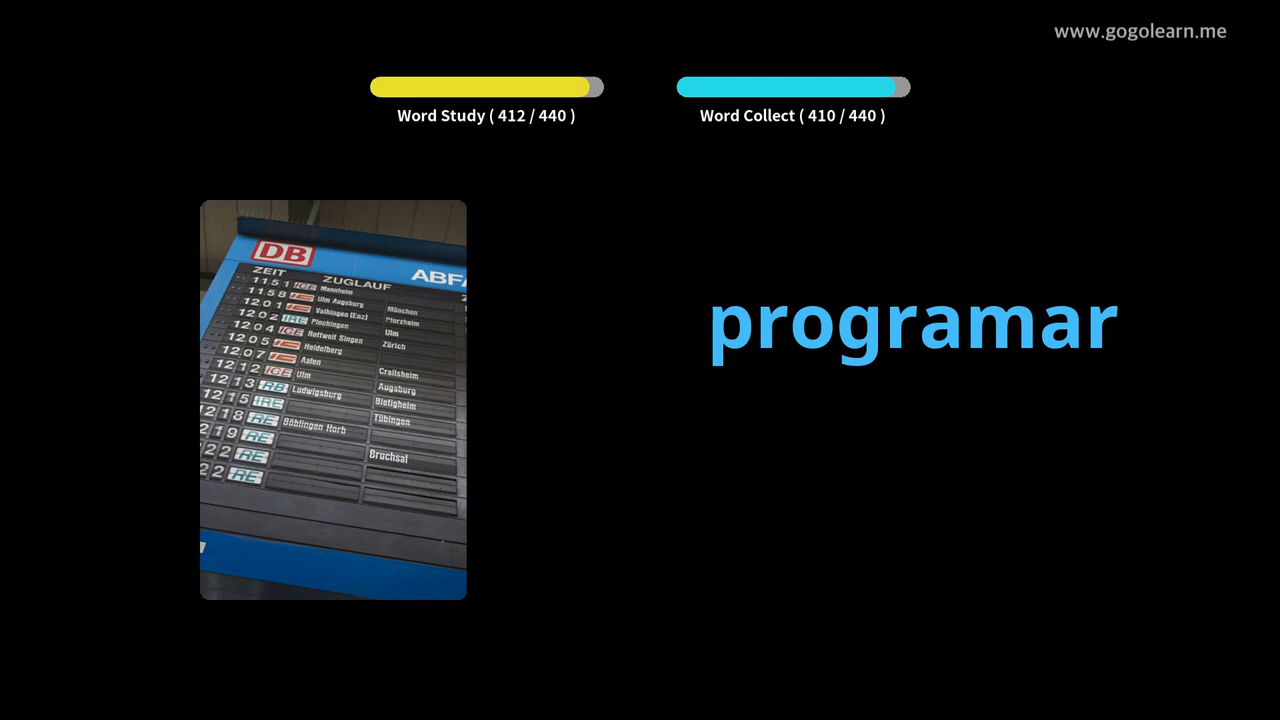 www.gogolearn.me
Word Study ( 412 / 440 )
Word Collect ( 410 / 440 )
programar
DB
ZEIT ZUGLAUF
1151 ICE Mannheim
1158 Ulm Augsburg München
1201 Vaihingen (Enz) Pforzheim
1202 IRE Plochingen Ulm
1204 ICE Rottweil Singen Zürich
1205 Heidelberg
1207 Aalen Crailsheim
1212 ICE Ulm Augsburg
1213 RB Ludwigsburg Bietigheim
1215 IRE Tübingen
1218 RE Böblingen Horb
219 RE Bruchsal
22 RE
22 RE